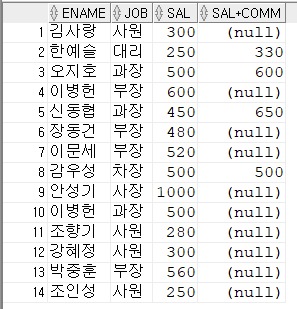 ENAME JOB SAL SAL+COMM
1 김사랑 사원 300 (null)
2 한예슬 대리 250 330
3 오지호 과장 500 600
4 이병헌 부장 600 (null)
5 신동협 과장 450 650
6 장동건 부장 480 (null)
7 이문세 부장 520 (null)
8 감우성 차장 500 500
9 안성기 사장 1000 (null)
10 이병헌 과장 500 (null)
11 조향기 사원 280 (null)
12 강혜정 사원 300 (null)
13 박중훈 부장 560 (null)
14 조인성 사원 250 (null)